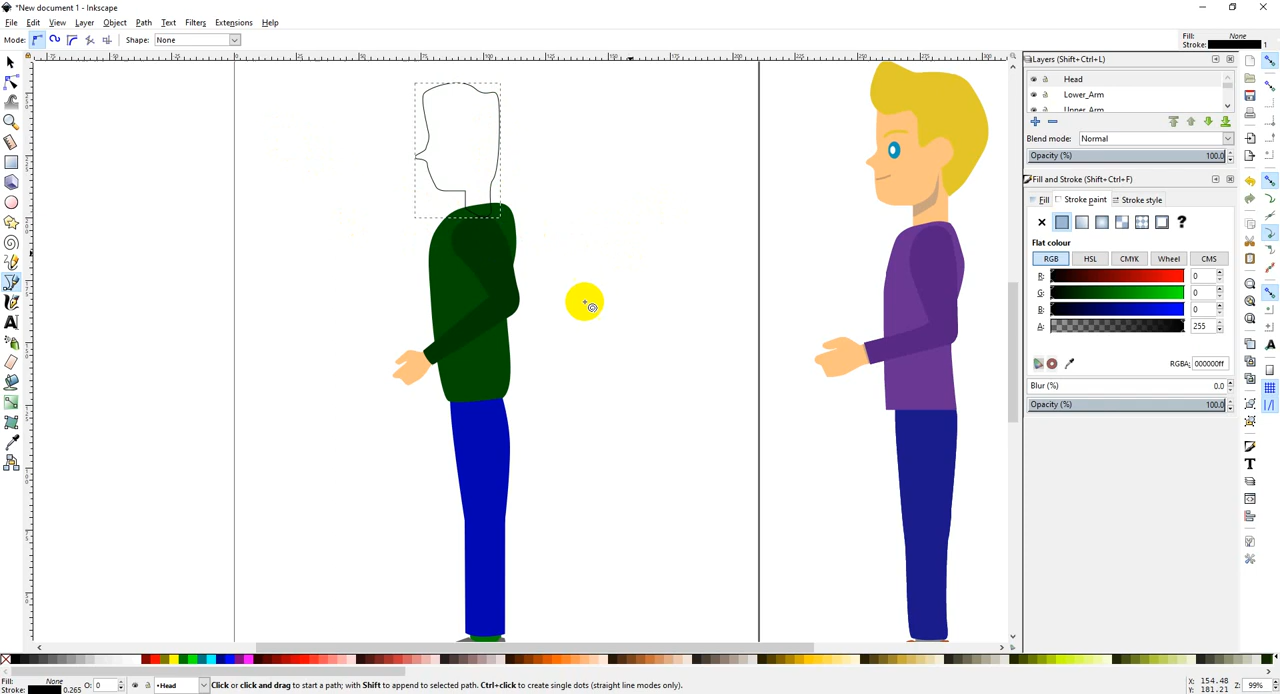 *New document 1 - Inkscape
File Edit View Layer Object Path Text Filters Extensions Help
Mode: Shape: None
Fill: None
Stroke: 1
Layers (Shift+Ctrl+L)
Head
Lower_Arm
Upper_Arm
Blend mode: Normal
Opacity (%) 100.0
Fill and Stroke (Shift+Ctrl+F)
Fill Stroke paint Stroke style
?
Flat colour
RGB HSL CMYK Wheel CMS
R: 0
G: 0
B: 0
A: 255
RGBA: 000000ff
Blur (%) 0.0
Opacity (%) 100.0
Fill: None
Stroke: 0.265
O: 0
•Head
Click or click and drag to start a path; with Shift to append to selected path. Ctrl+click to create single dots (straight line modes only).
X: 154.48
Y: 181.21
Z: 99%